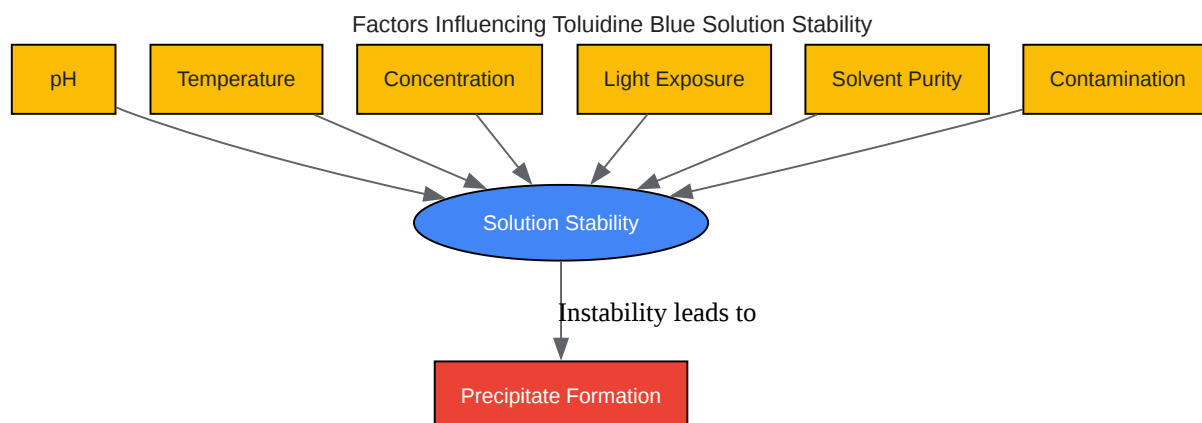 Factors Influencing Toluidine Blue Solution Stability
pH
Temperature
Concentration
Light Exposure
Solvent Purity
Contamination
Solution Stability
Instability leads to
Precipitate Formation